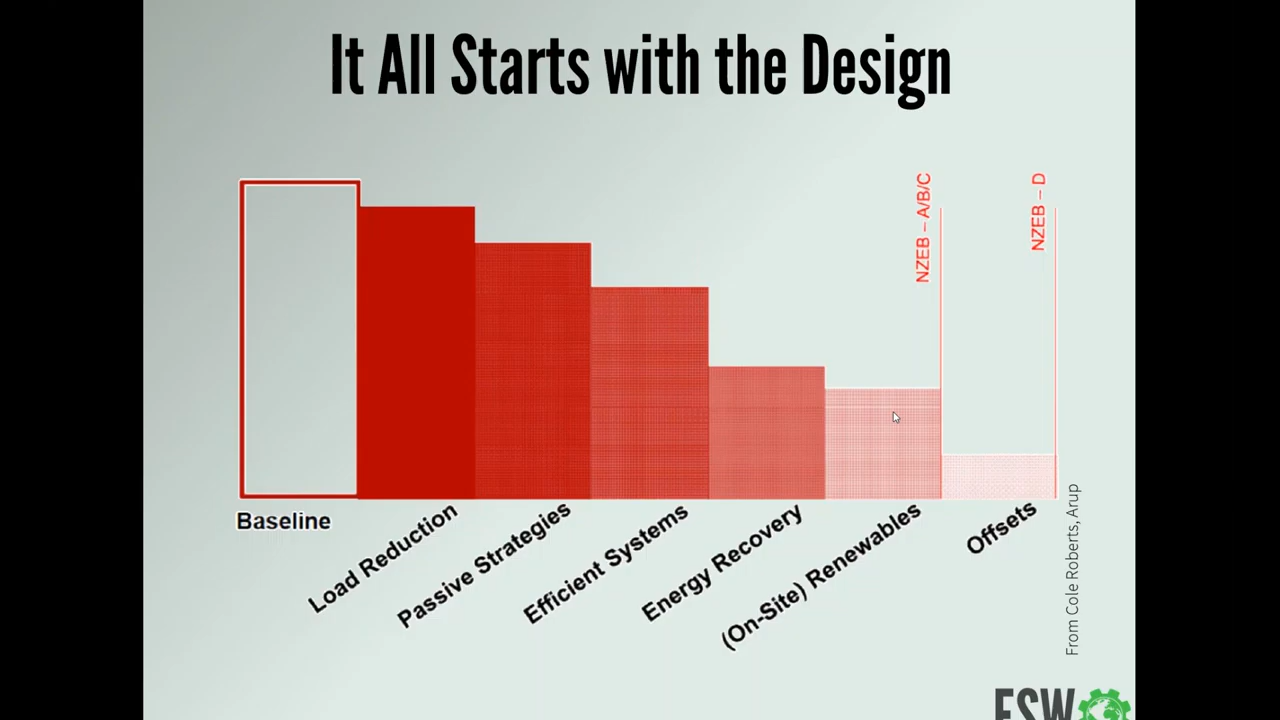 It All Starts with the Design
NZEB – A/B/C
NZEB – D
Baseline
Load Reduction
Passive Strategies
Efficient Systems
Energy Recovery
(On-Site) Renewables
Offsets
From Cole Roberts, Arup
ESW